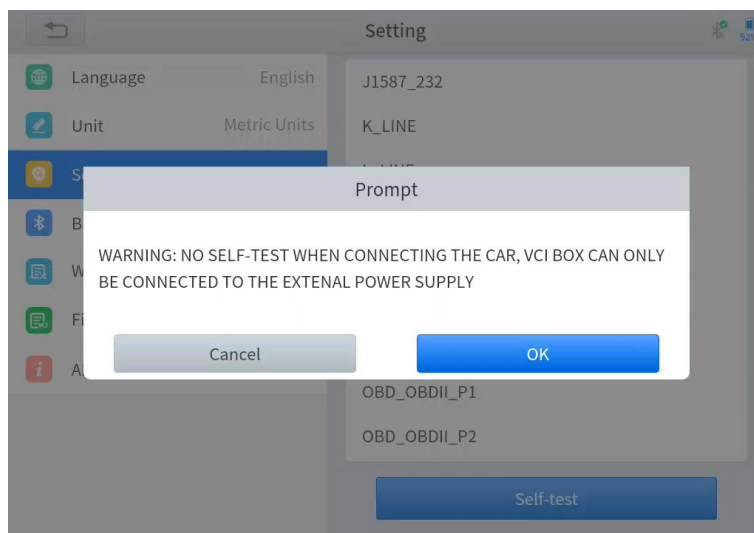 Setting
92%
Language English
Unit Metric Units
J1587_232
K_LINE
Prompt
WARNING: NO SELF-TEST WHEN CONNECTING THE CAR, VCI BOX CAN ONLY
BE CONNECTED TO THE EXTENAL POWER SUPPLY
Cancel
OK
OBD_OBDII_P1
OBD_OBDII_P2
Self-test